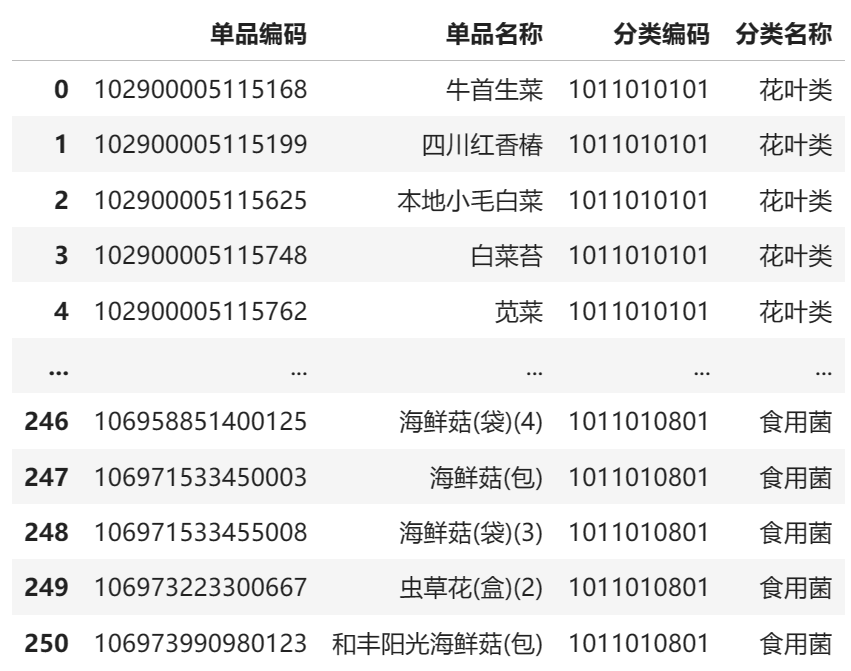 单品编码 单品名称 分类编码 分类名称
0 102900005115168 牛首生菜 1011010101 花叶类
1 102900005115199 四川红香椿 1011010101 花叶类
2 102900005115625 本地小毛白菜 1011010101 花叶类
3 102900005115748 白菜苔 1011010101 花叶类
4 102900005115762 苋菜 1011010101 花叶类
... ... ... ... ...
246 106958851400125 海鲜菇(袋)(4) 1011010801 食用菌
247 106971533450003 海鲜菇(包) 1011010801 食用菌
248 106971533455008 海鲜菇(袋)(3) 1011010801 食用菌
249 106973223300667 虫草花(盒)(2) 1011010801 食用菌
250 106973990980123 和丰阳光海鲜菇(包) 1011010801 食用菌